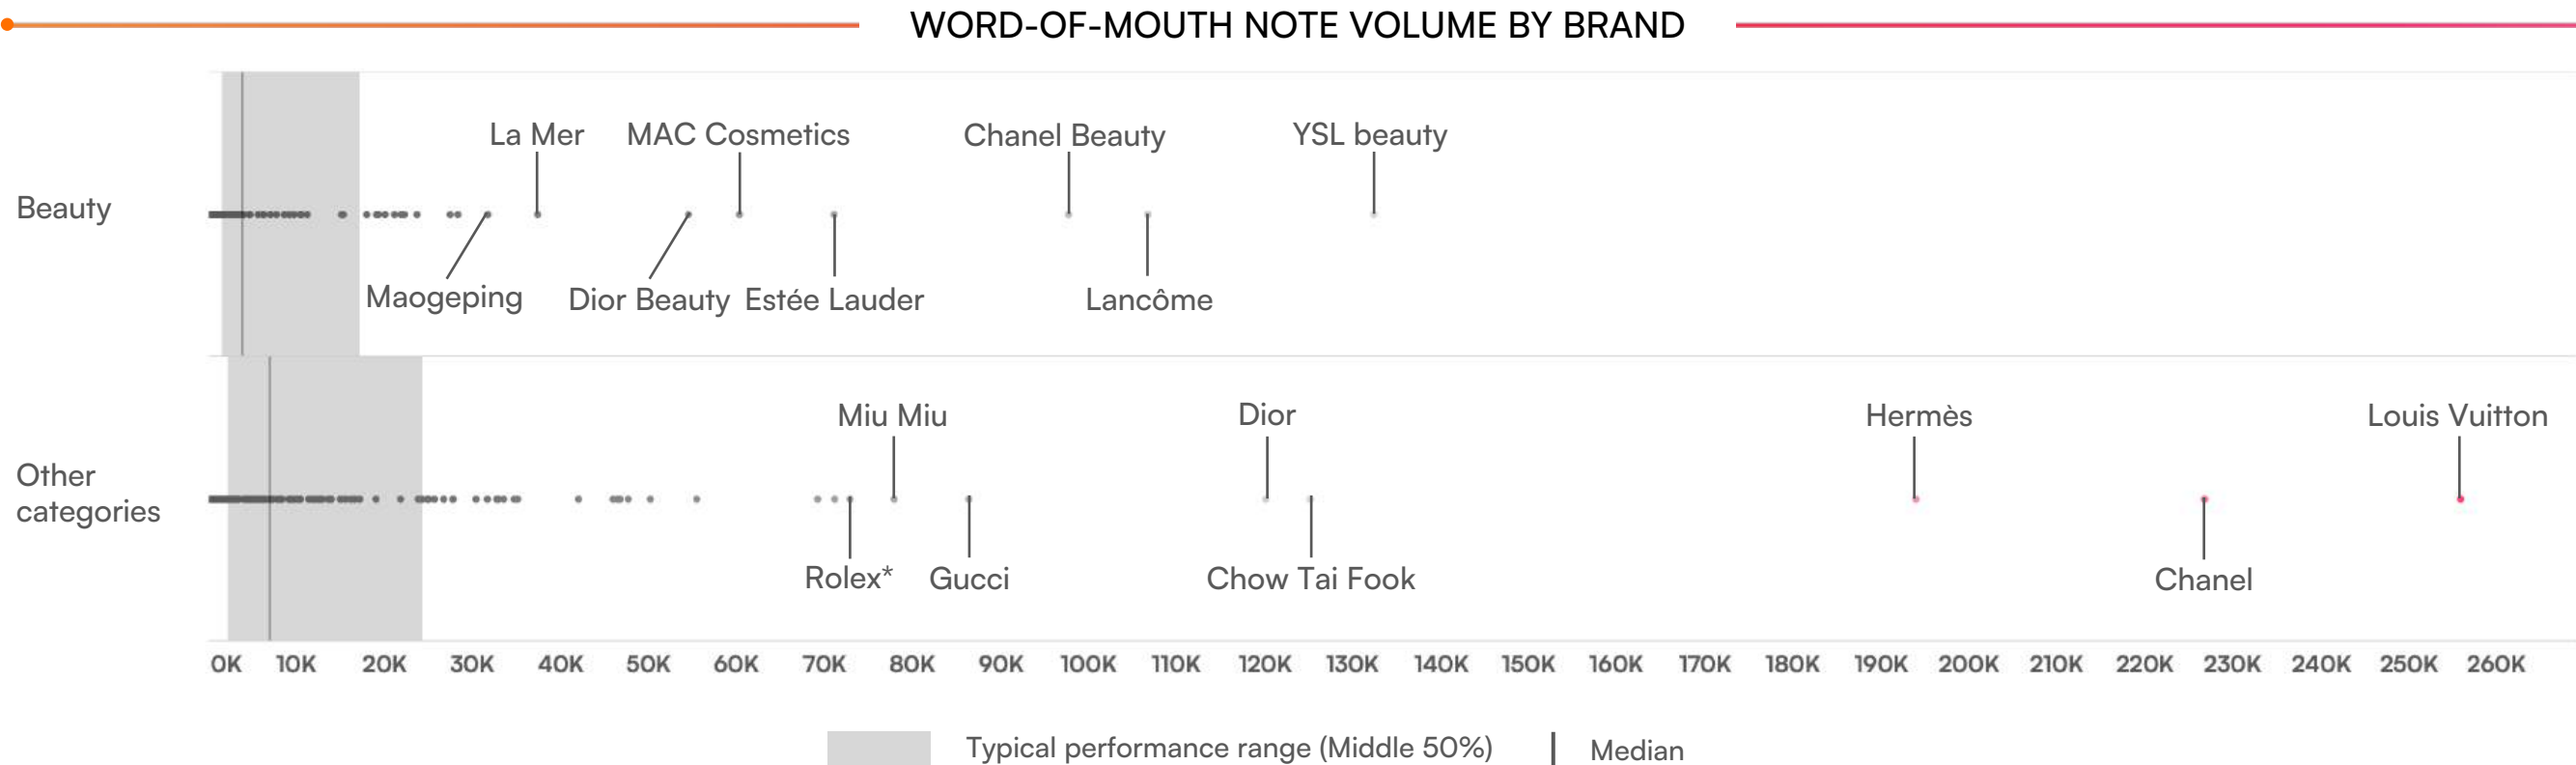 WORD-OF-MOUTH NOTE VOLUME BY BRAND
La Mer MAC Cosmetics Chanel Beauty YSL beauty
Beauty
Maogeping Dior Beauty Estée Lauder Lancôme
Miu Miu Dior Hermès Louis Vuitton
Other
categories
Rolex* Gucci Chow Tai Fook Chanel
0K 10K 20K 30K 40K 50K 60K 70K 80K 90K 100K 110K 120K 130K 140K 150K 160K 170K 180K 190K 200K 210K 220K 230K 240K 250K 260K
Typical performance range (Middle 50%) Median